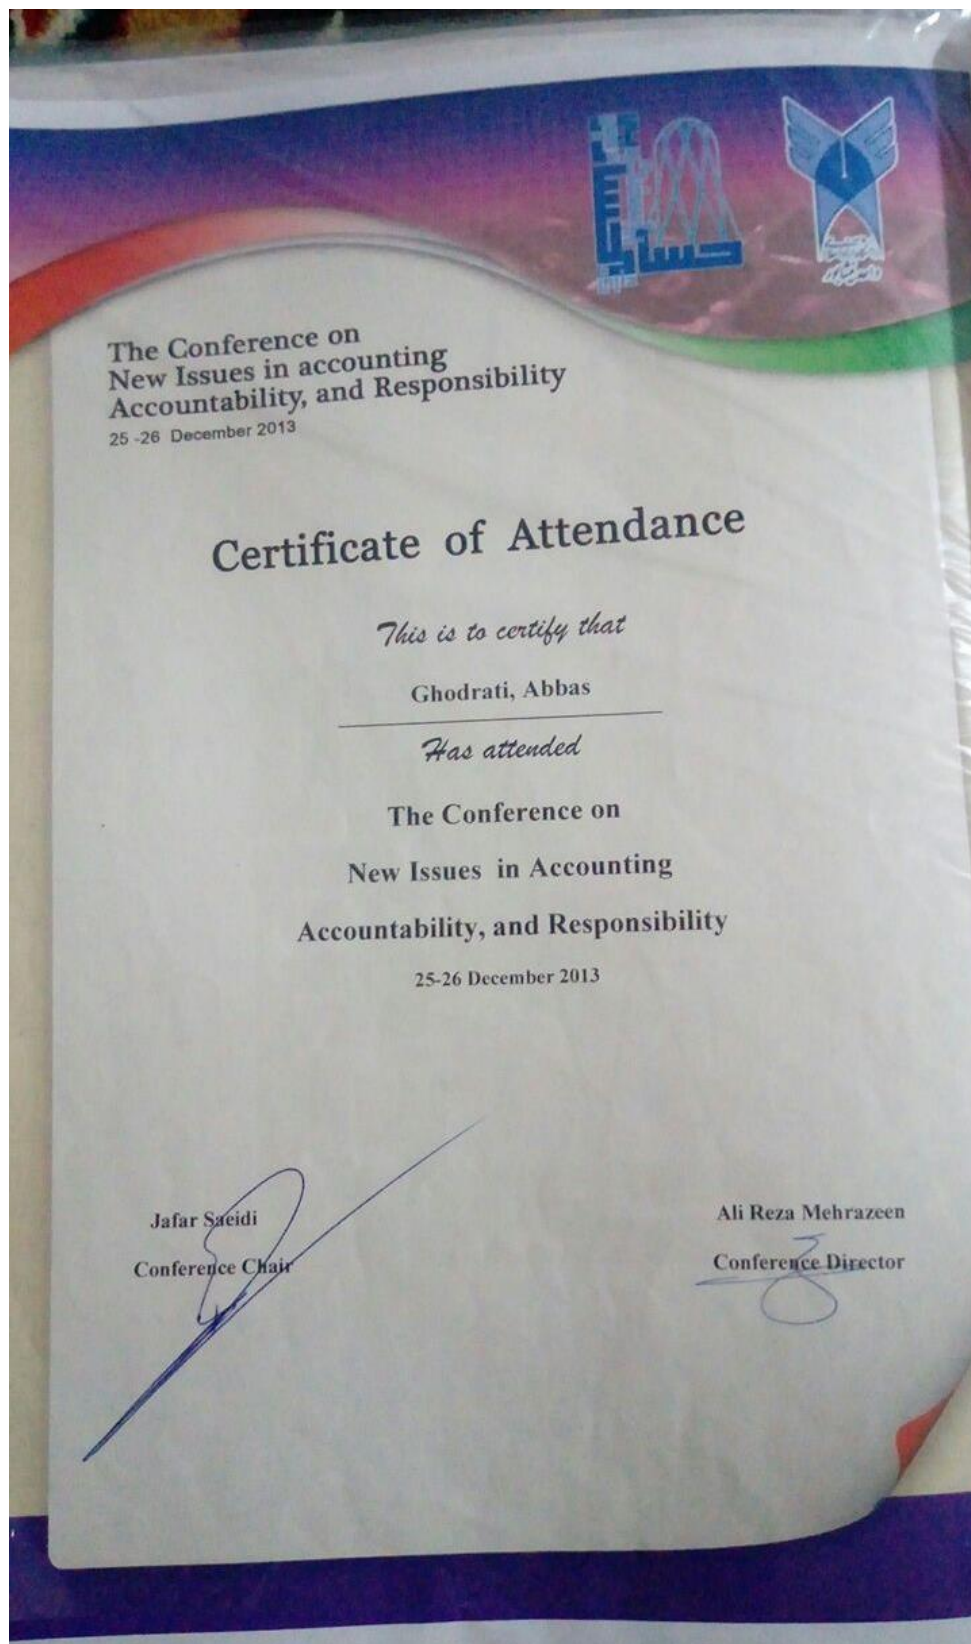 حسابداری
The Conference on
New Issues in accounting
Accountability, and Responsibility
25 -26 December 2013
Certificate of Attendance
This is to certify that
Ghodrati, Abbas
Has attended
The Conference on
New Issues in Accounting
Accountability, and Responsibility
25-26 December 2013
Jafar Saeidi
Conference Chair
Ali Reza Mehrazeen
Conference Director